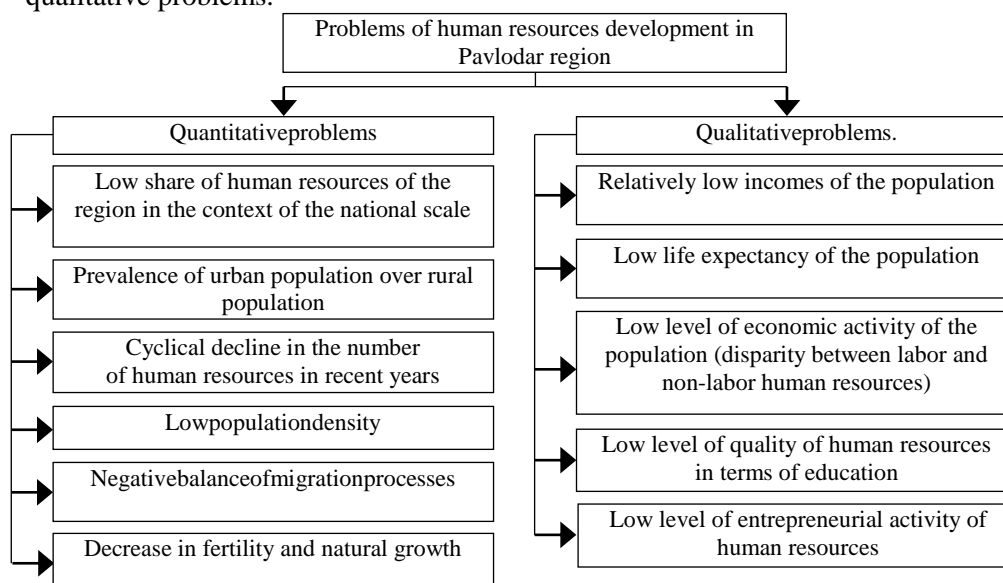 qualitative problems.
Problems of human resources development in
Pavlodar region
Quantitativeproblems
Low share of human resources of the
region in the context of the national scale
Prevalence of urban population over rural
population
Cyclical decline in the number
of human resources in recent years
Lowpopulationdensity
Negativebalanceofmigrationprocesses
Decrease in fertility and natural growth
Qualitativeproblems.
Relatively low incomes of the population
Low life expectancy of the population
Low level of economic activity of the
population (disparity between labor and
non-labor human resources)
Low level of quality of human resources
in terms of education
Low level of entrepreneurial activity of
human resources